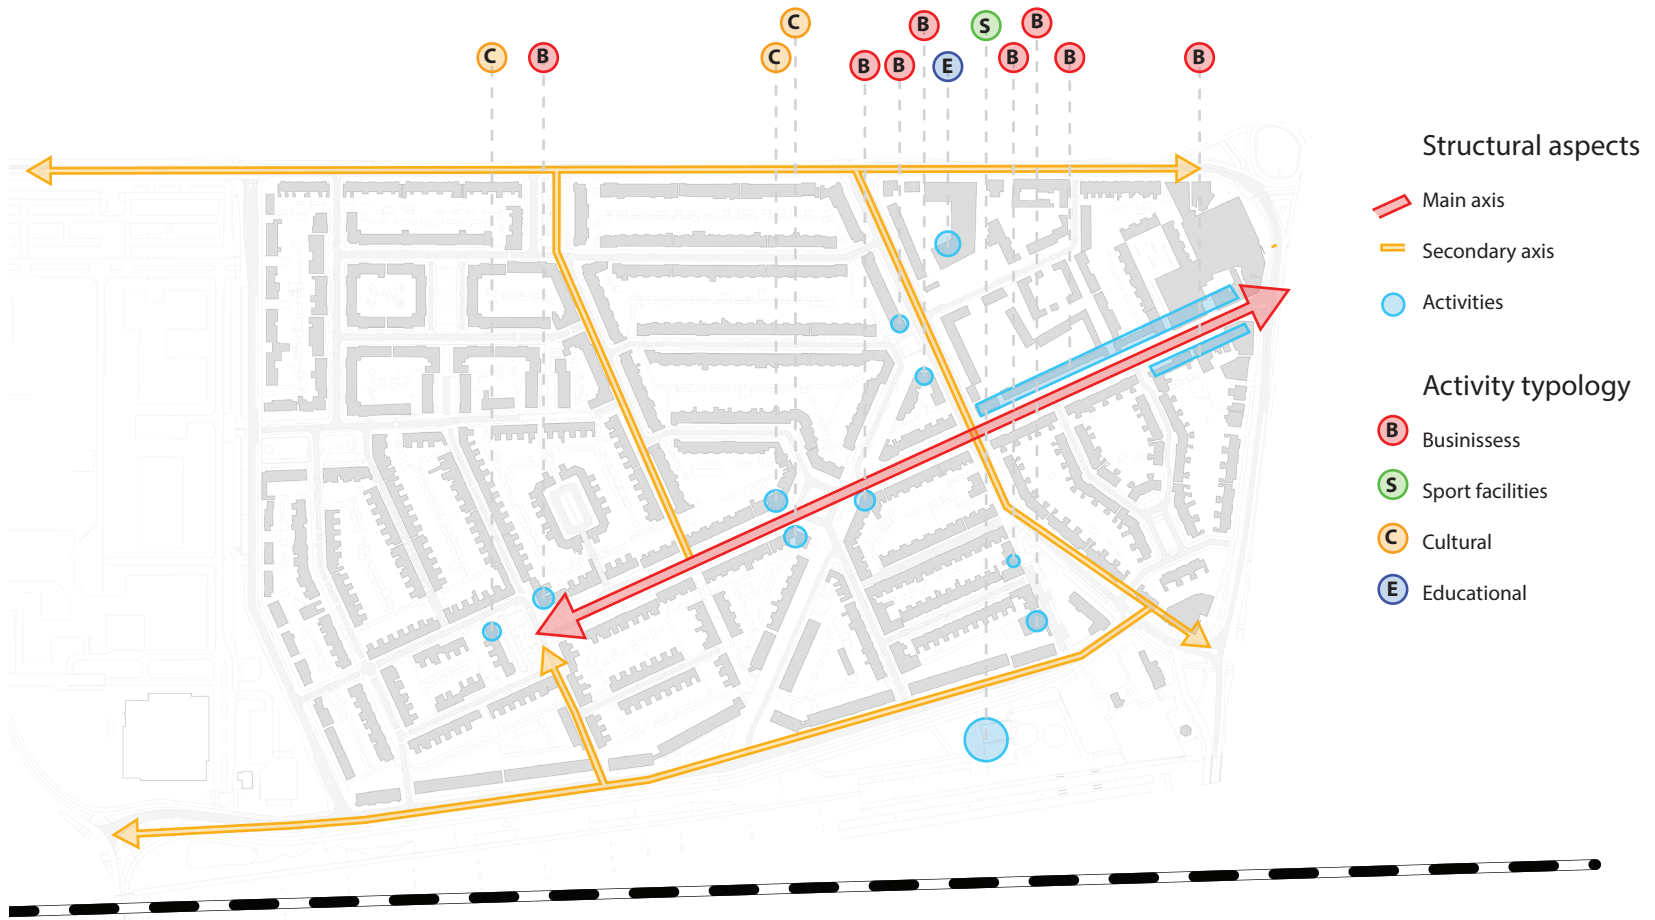 C
B B S
C B C B B E B B B
Structural aspects
Main axis
Secondary axis
Activities
Activity typology
B Businissess
S Sport facilities
C Cultural
E Educational